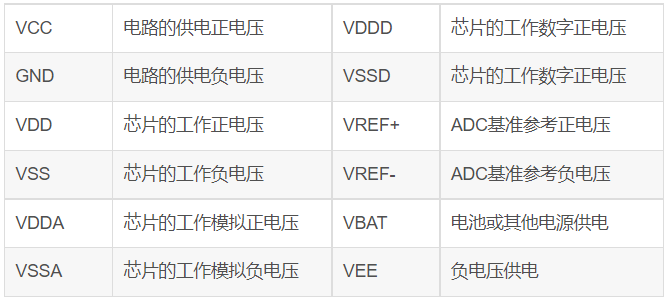 VCC 电路的供电正电压 VDDD 芯片的工作数字正电压
GND 电路的供电负电压 VSSD 芯片的工作数字正电压
VDD 芯片的工作正电压 VREF+ ADC基准参考正电压
VSS 芯片的工作负电压 VREF- ADC基准参考负电压
VDDA 芯片的工作模拟正电压 VBAT 电池或其他电源供电
VSSA 芯片的工作模拟负电压 VEE 负电压供电